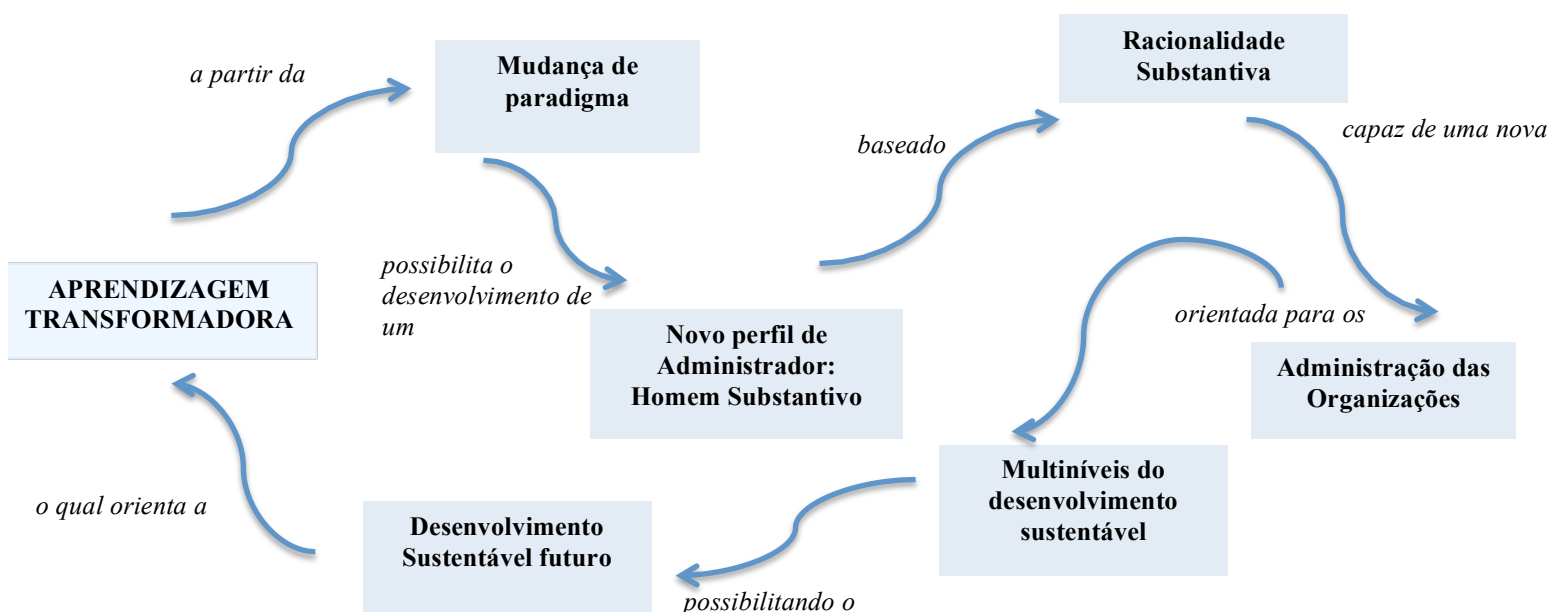 a partir da
Mudança de
paradigma
Racionalidade
Substantiva
baseado
capaz de uma nova
APRENDIZAGEM
TRANSFORMADORA
possibilita o
desenvolvimento de
um
Novo perfil de
Administrador:
Homem Substantivo
orientada para os
Administração das
Organizações
Multiníveis do
desenvolvimento
sustentável
o qual orienta a
Desenvolvimento
Sustentável futuro
possibilitando o